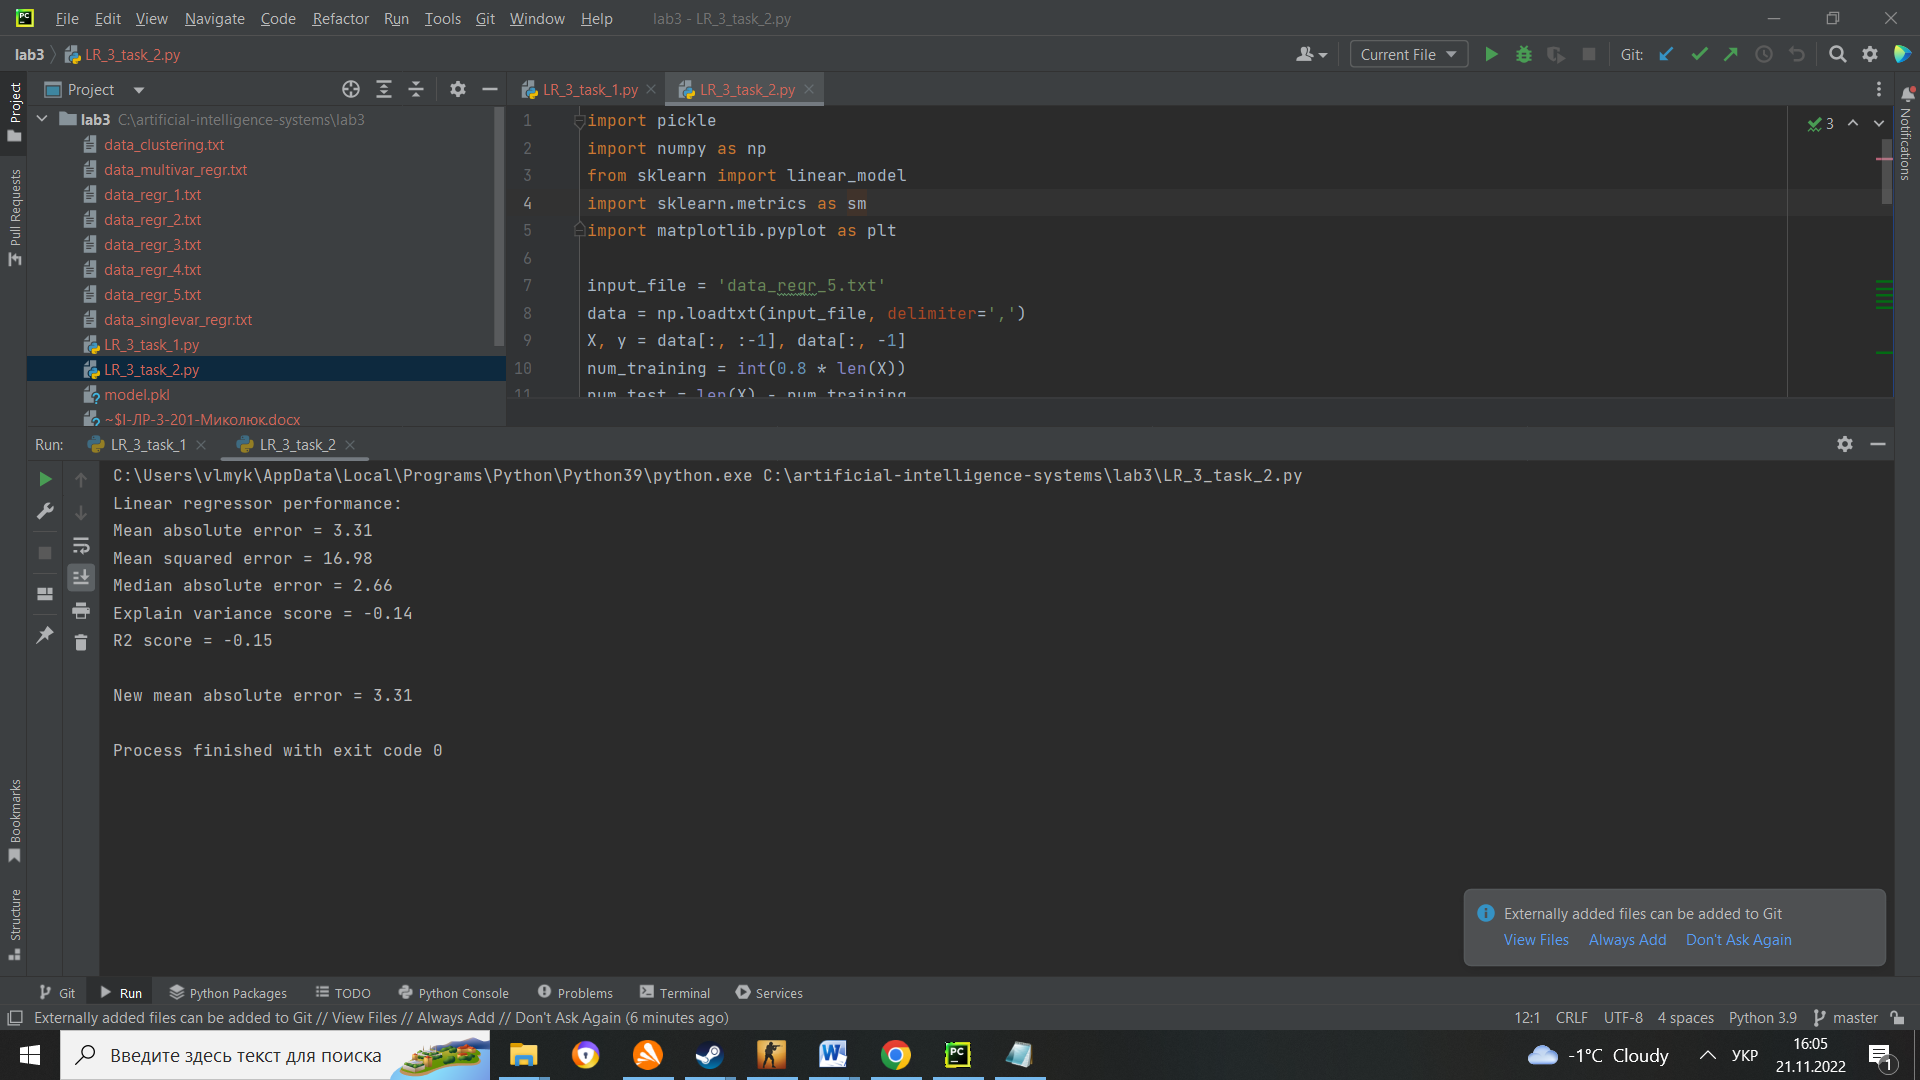 File Edit View Navigate Code Refactor Run Tools Git Window Help lab3 - LR_3_task_2.py
lab3 LR_3_task_2.py Current File Git:
Project
LR_3_task_1.py LR_3_task_2.py
Project
Pull Requests
Bookmarks
Structure
Notifications
lab3 C:\artificial-intelligence-systems\lab3
data_clustering.txt
data_multivar_regr.txt
data_regr_1.txt
data_regr_2.txt
data_regr_3.txt
data_regr_4.txt
data_regr_5.txt
data_singlevar_regr.txt
LR_3_task_1.py
LR_3_task_2.py
model.pkl
~$І-ЛР-3-201-Миколюк.docx
1 import pickle
2 import numpy as np
3 from sklearn import linear_model
4 import sklearn.metrics as sm
5 import matplotlib.pyplot as plt
6
7 input_file = 'data_regr_5.txt'
8 data = np.loadtxt(input_file, delimiter=',')
9 X, y = data[:, :-1], data[:, -1]
10 num_training = int(0.8 * len(X))
11 num_test = len(X) - num_training
3
Run: LR_3_task_1 LR_3_task_2
C:\Users\vlmyk\AppData\Local\Programs\Python\Python39\python.exe C:\artificial-intelligence-systems\lab3\LR_3_task_2.py
Linear regressor performance:
Mean absolute error = 3.31
Mean squared error = 16.98
Median absolute error = 2.66
Explain variance score = -0.14
R2 score = -0.15
New mean absolute error = 3.31
Process finished with exit code 0
Externally added files can be added to Git
View Files Always Add Don't Ask Again
Git Run Python Packages TODO Python Console Problems Terminal Services
Externally added files can be added to Git // View Files // Always Add // Don't Ask Again (6 minutes ago) 12:1 CRLF UTF-8 4 spaces Python 3.9 master
Введите здесь текст для поиска
-1°C Cloudy УКР
16:05
21.11.2022
1